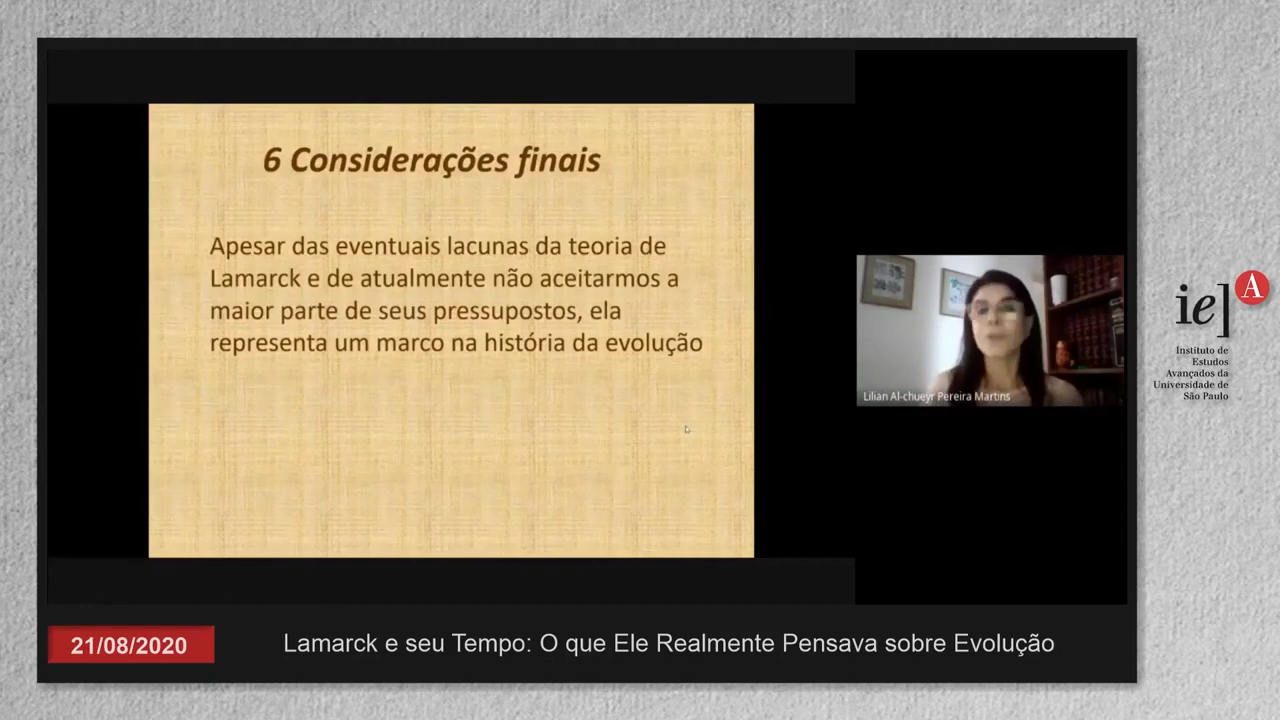 6 Considerações finais
Apesar das eventuais lacunas da teoria de
Lamarck e de atualmente não aceitarmos a
maior parte de seus pressupostos, ela
representa um marco na história da evolução
Lilian Al-chueyr Pereira Martins
ie] A
Instituto de
Estudos
Avançados da
Universidade de
São Paulo
21/08/2020
Lamarck e seu Tempo: O que Ele Realmente Pensava sobre Evolução